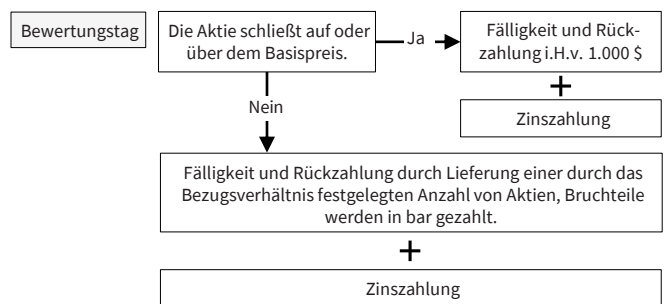 Bewertungstag
Die Aktie schließt auf oder
über dem Basispreis.
Ja
Fälligkeit und Rück-
zahlung i.H.v. 1.000 $
+
Zinszahlung
Nein
Fälligkeit und Rückzahlung durch Lieferung einer durch das
Bezugsverhältnis festgelegten Anzahl von Aktien, Bruchteile
werden in bar gezahlt.
+
Zinszahlung